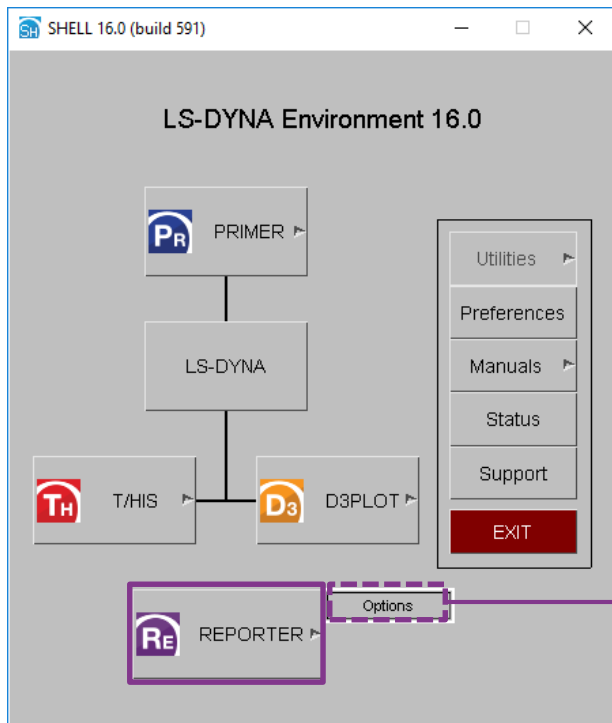 SHELL 16.0 (build 591)
LS-DYNA Environment 16.0
PR PRIMER
LS-DYNA
TH T/HIS
D3 D3PLOT
RE REPORTER
Options
Utilities
Preferences
Manuals
Status
Support
EXIT